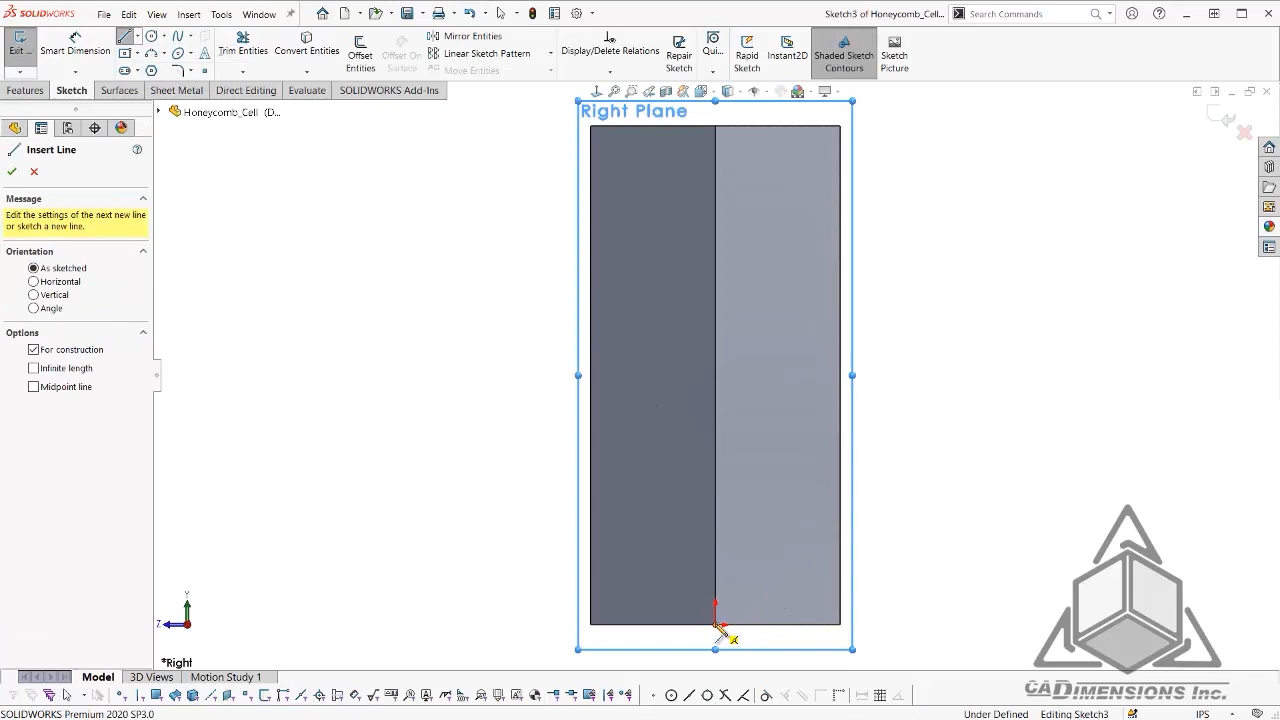 SOLIDWORKS
File Edit View Insert Tools Window
Sketch3 of Honeycomb_Cell...
Search Commands
Exit ...
Smart Dimension
Trim Entities
Convert Entities
Offset Entities
Offset On Surface
Mirror Entities
Linear Sketch Pattern
Move Entities
Display/Delete Relations
Repair Sketch
Qui...
Rapid Sketch
Instant2D
Shaded Sketch Contours
Sketch Picture
Features Sketch Surfaces Sheet Metal Direct Editing Evaluate SOLIDWORKS Add-Ins
Honeycomb_Cell (D...
Right Plane
Insert Line
Message
Edit the settings of the next new line
or sketch a new line.
Orientation
As sketched
Horizontal
Vertical
Angle
Options
For construction
Infinite length
Midpoint line
Y
Z
*Right
CADIMENSIONS INC.
Model 3D Views Motion Study 1
SOLIDWORKS Premium 2020 SP3.0
Under Defined Editing Sketch3 IPS